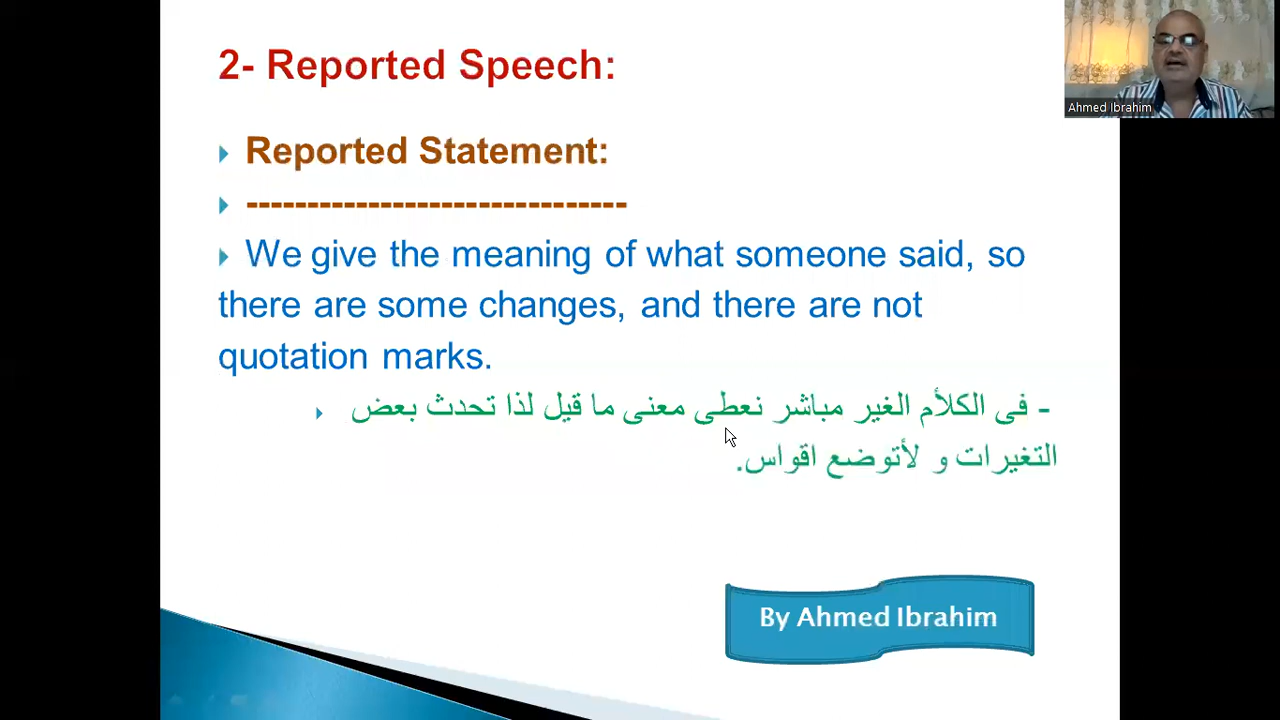 2- Reported Speech:
Ahmed Ibrahim
Reported Statement:
-------------------------------
We give the meaning of what someone said, so
there are some changes, and there are not
quotation marks.
- فى الكلأم الغير مباشر نعطى معنى ما قيل لذا تحدث بعض
التغيرات و لأتوضع اقواس.
By Ahmed Ibrahim